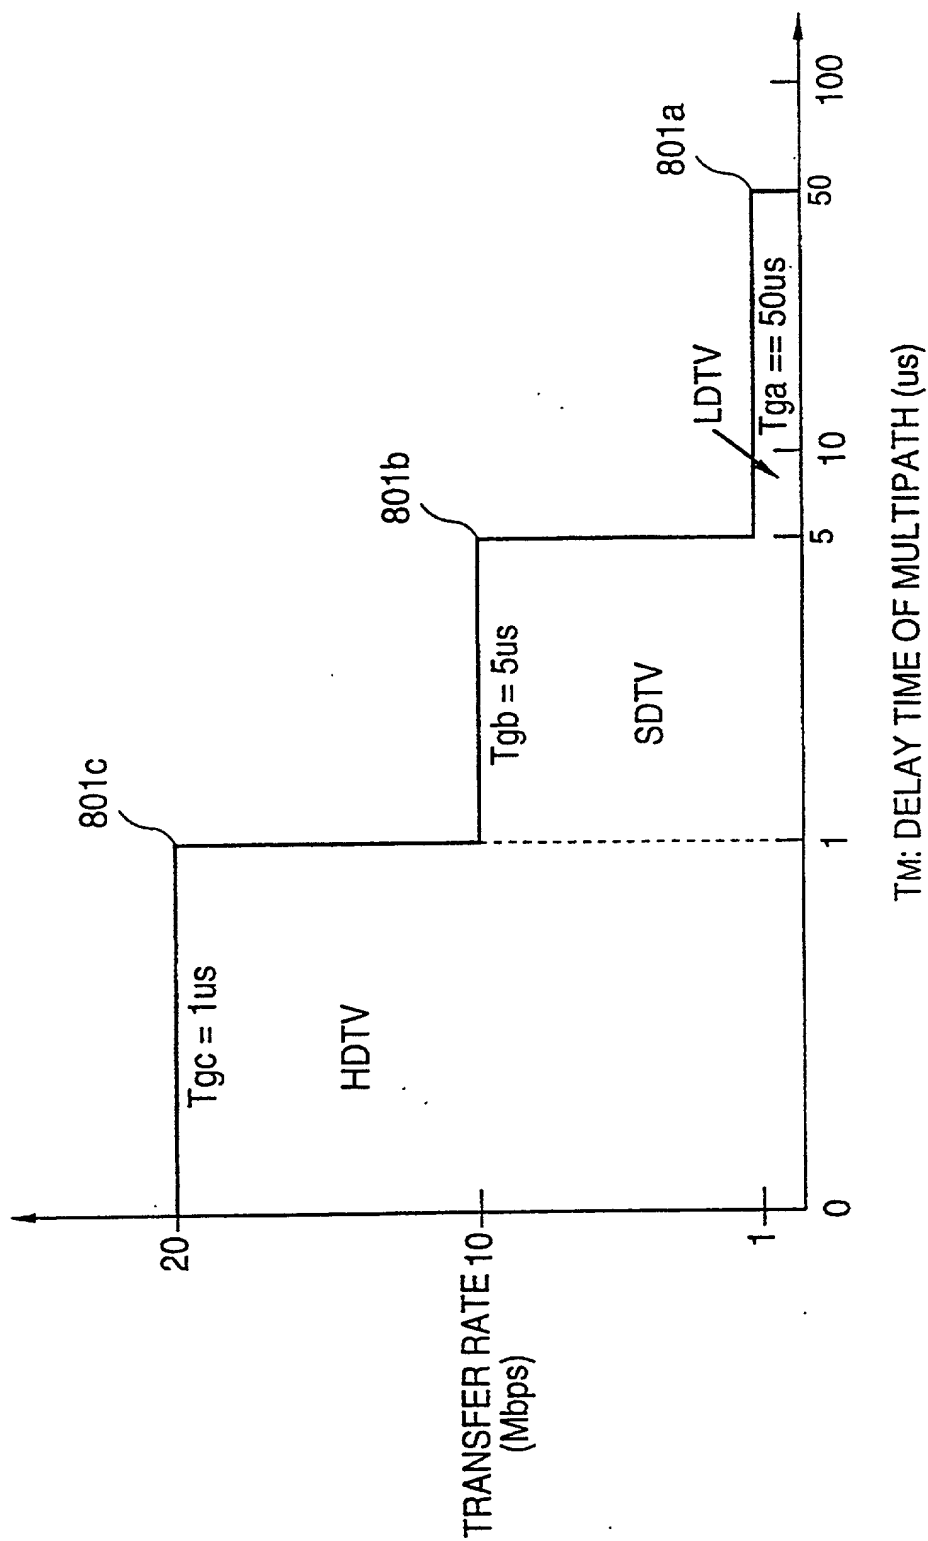 TRANSFER RATE
(Mbps)
20
10
1
0
1
5
10
50
100
801c
Tgc = 1us
HDTV
801b
Tgb = 5us
SDTV
LDTV
801a
Tga == 50us
TM: DELAY TIME OF MULTIPATH (us)